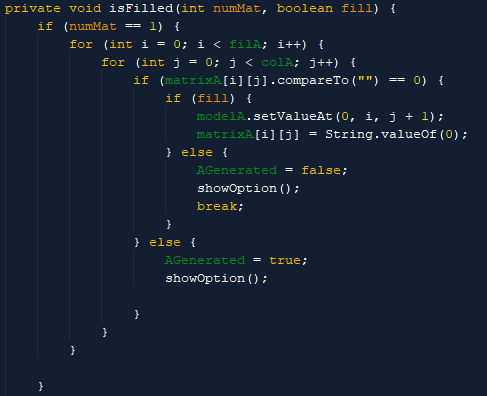 private void isFilled(int numMat, boolean fill) {
    if (numMat == 1) {
        for (int i = 0; i < filA; i++) {
            for (int j = 0; j < colA; j++) {
                if (matrixA[i][j].compareTo("") == 0) {
                    if (fill) {
                        modelA.setValueAt(0, i, j + 1);
                        matrixA[i][j] = String.valueOf(0);
                    } else {
                        AGenerated = false;
                        showOption();
                        break;
                    }
                } else {
                    AGenerated = true;
                    showOption();
                }
            }
        }
    }